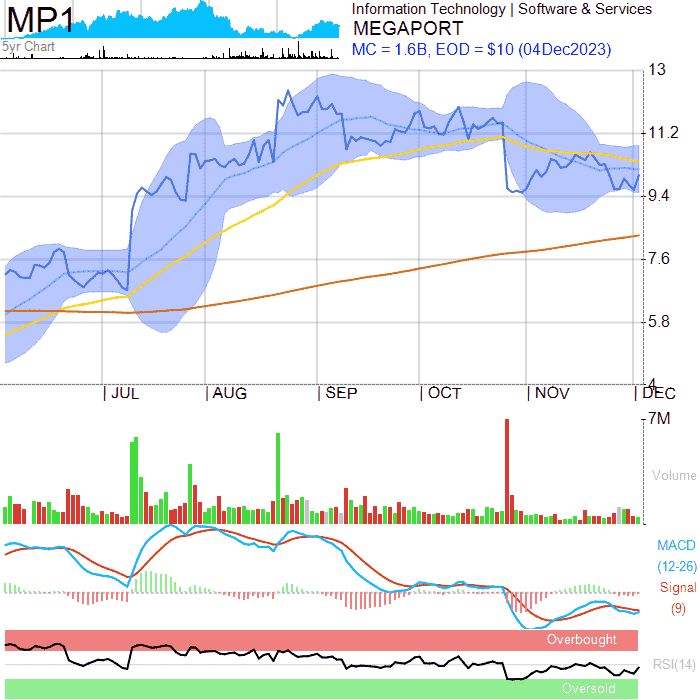 MP1
5yr Chart
Information Technology | Software & Services
MEGAPORT
MC = 1.6B, EOD = $10 (04Dec2023)
13
11.2
9.4
7.6
5.8
4
JUL AUG SEP OCT NOV DEC
7M
Volume
MACD
(12-26)
Signal
(9)
Overbought
RSI(14)
Oversold